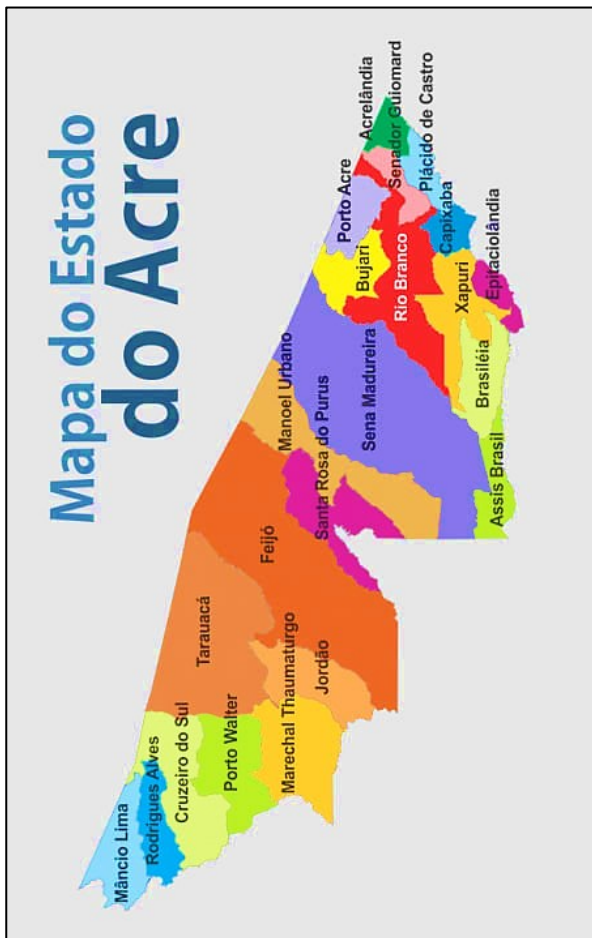 Mapa do Estado
do Acre
Mâncio Lima
Rodrigues Alves
Cruzeiro do Sul
Porto Walter
Marechal Thaumaturgo
Jordão
Tarauacá
Feijó
Santa Rosa do Purus
Manoel Urbano
Sena Madureira
Assis Brasil
Brasiléia
Epitaciolândia
Xapuri
Rio Branco
Bujari
Porto Acre
Capixaba
Plácido de Castro
Senador Guiomard
Acrelândia